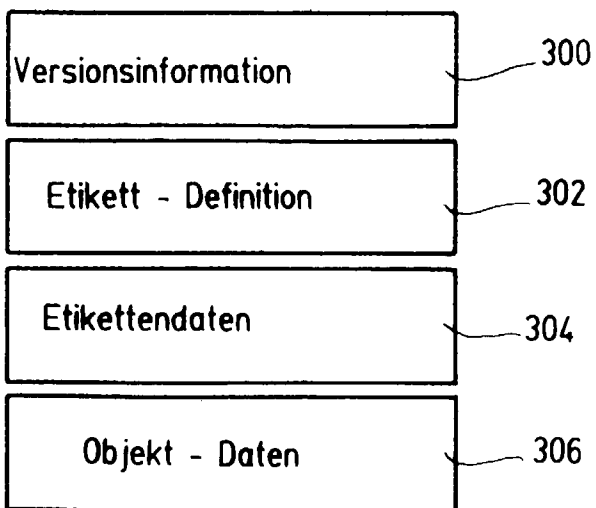 Versionsinformation 300
Etikett - Definition 302
Etikettendaten 304
Objekt - Daten 306